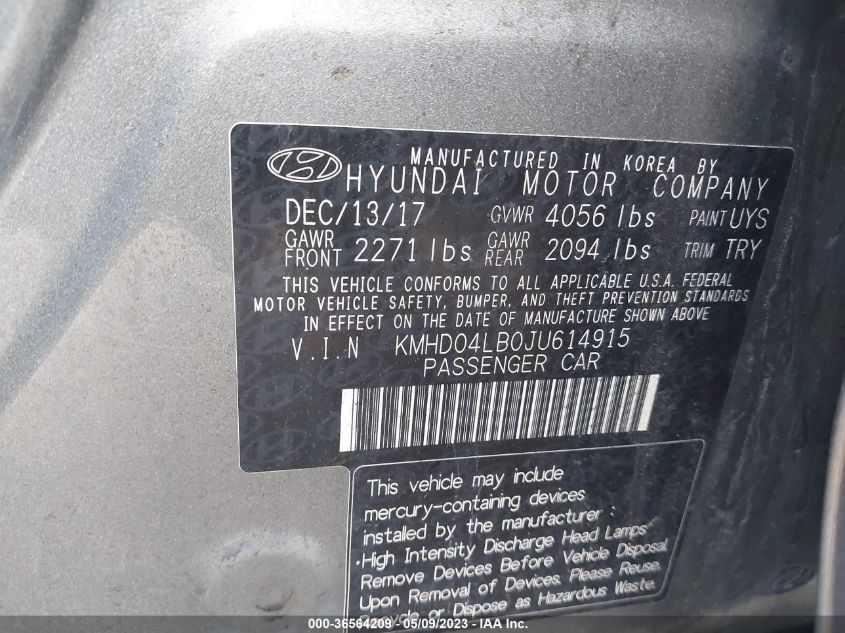 MANUFACTURED IN KOREA BY
HYUNDAI MOTOR COMPANY
DEC/13/17 GVWR 4056 lbs PAINT UYS
GAWR FRONT 2271 lbs GAWR REAR 2094 lbs TRIM TRY
THIS VEHICLE CONFORMS TO ALL APPLICABLE U.S.A. FEDERAL
MOTOR VEHICLE SAFETY, BUMPER, AND THEFT PREVENTION STANDARDS
IN EFFECT ON THE DATE OF MANUFACTURE SHOWN ABOVE
V.I.N KMHD04LB0JU614915
PASSENGER CAR
This vehicle may include
mercury-containing devices
installed by the manufacturer :
·High Intensity Discharge Head Lamps
Remove Devices Before Vehicle Disposal
Upon Removal of Devices. Please Reuse.
or Dispose as Hazardous Waste.
000-36564209 - 05/09/2023 - IAA Inc.